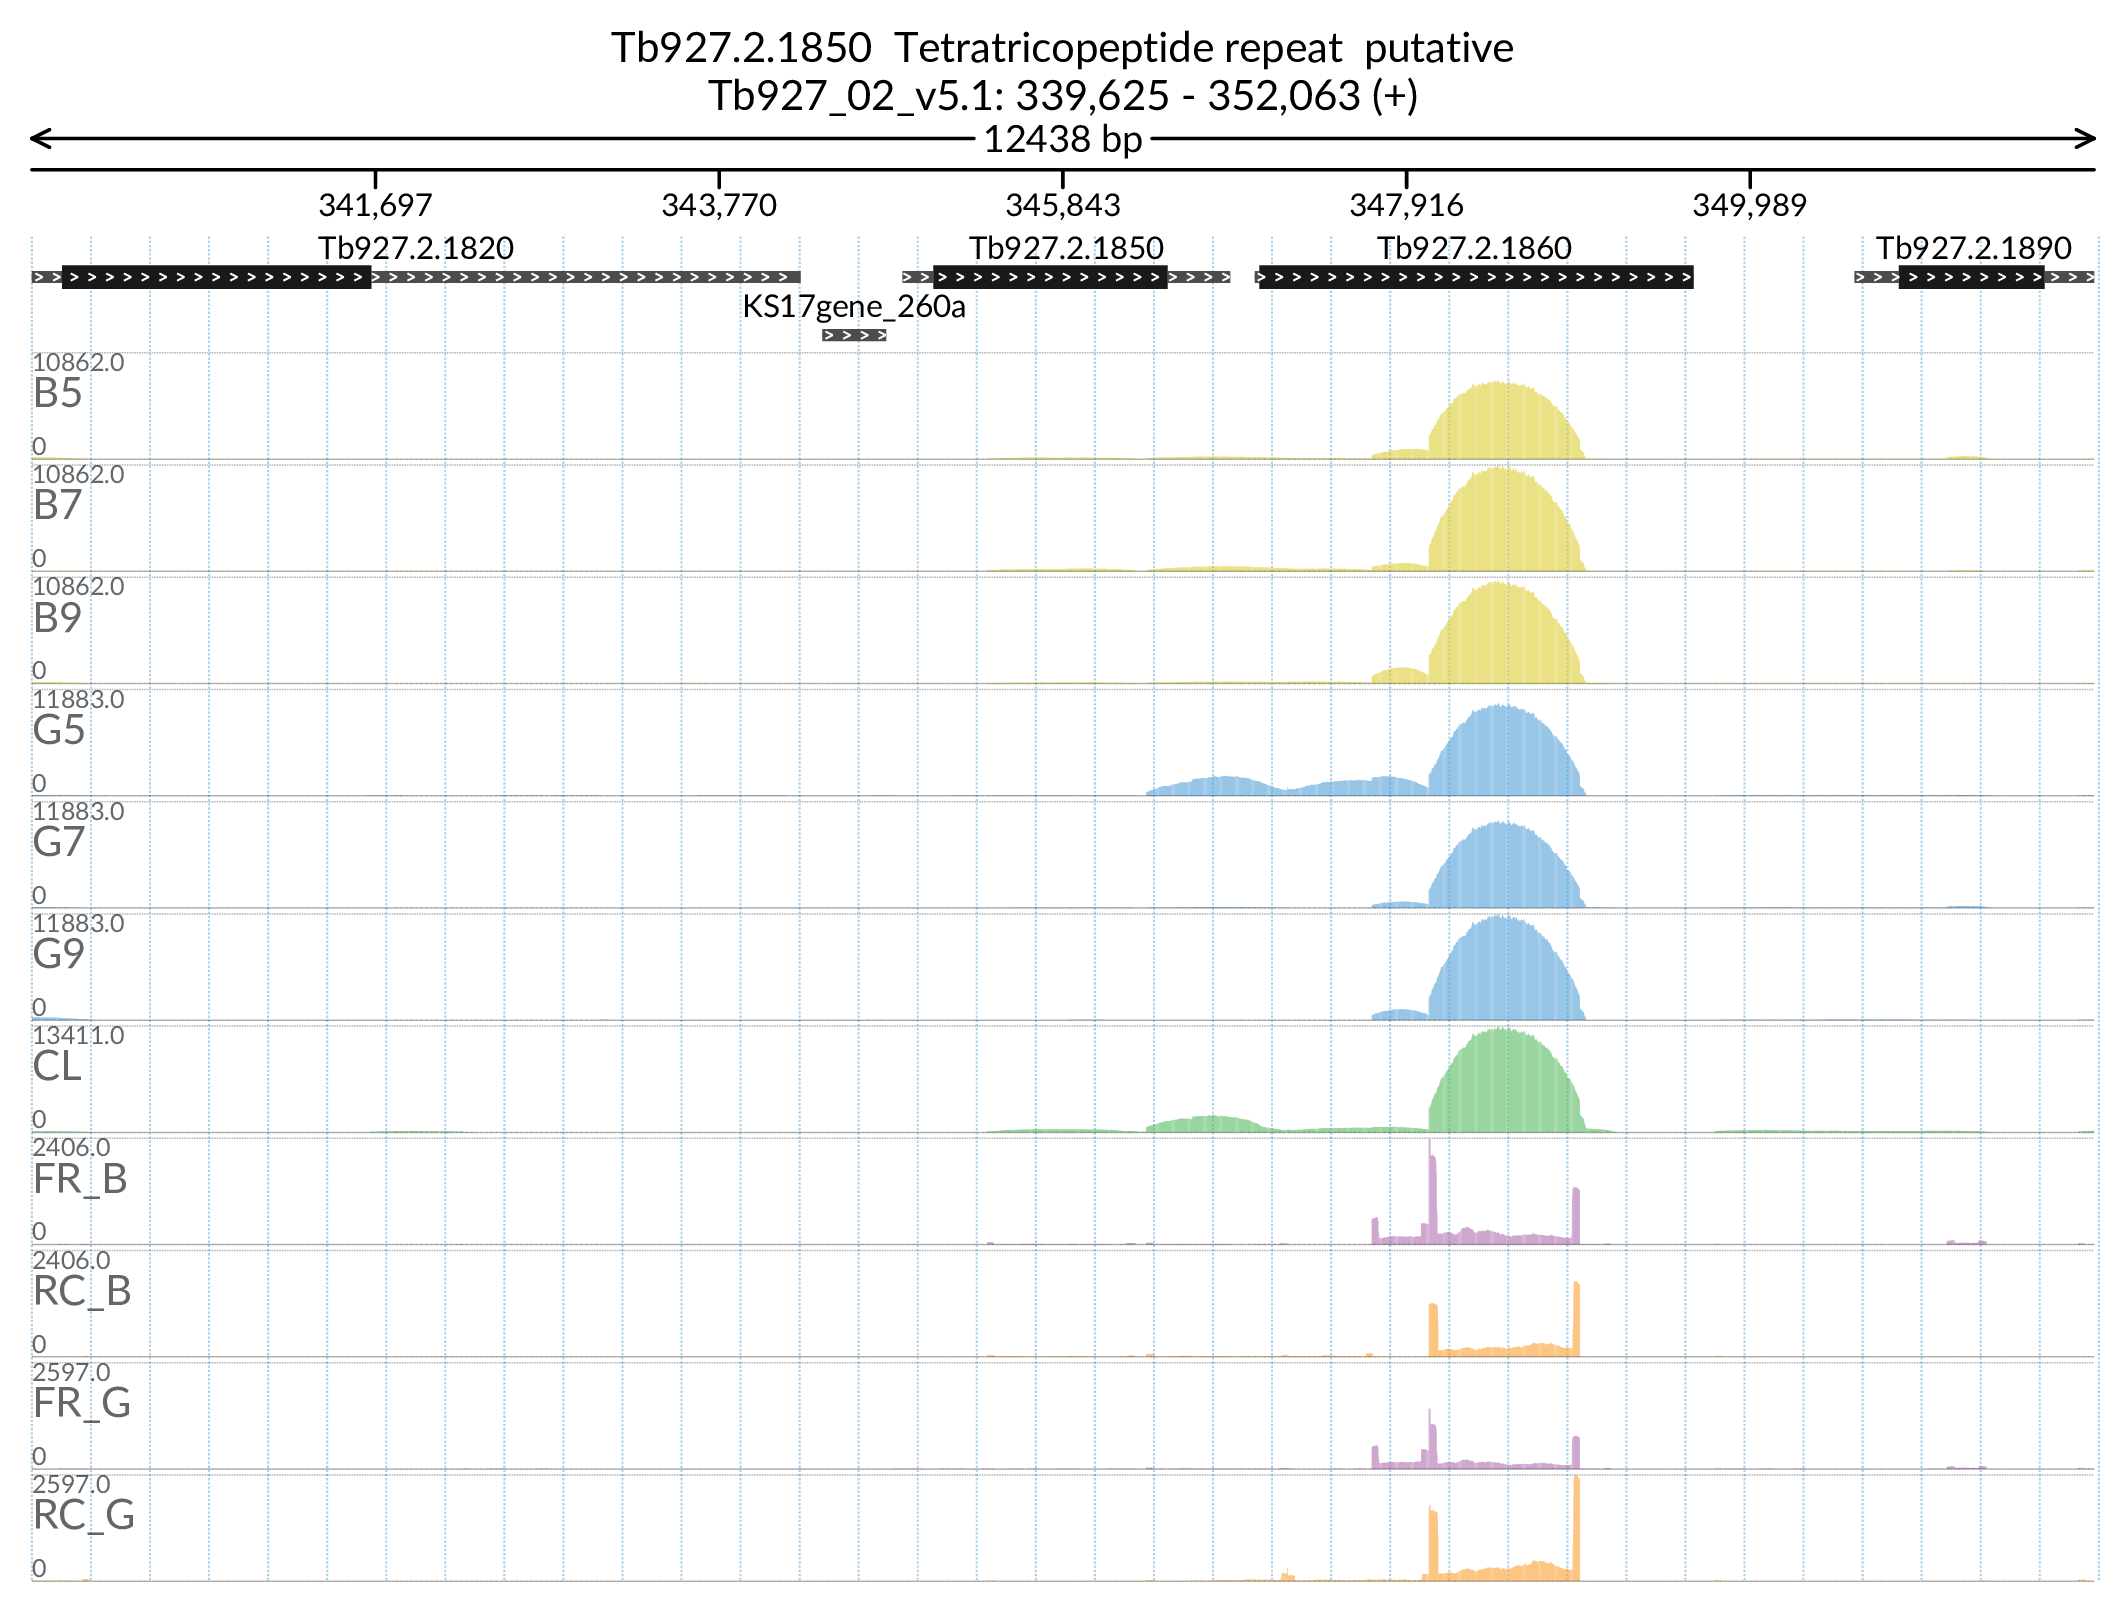 Tb927.2.1850  Tetratricopeptide repeat  putative
Tb927_02_v5.1: 339,625 - 352,063 (+)
12438 bp
341,697 343,770 345,843 347,916 349,989
Tb927.2.1820 Tb927.2.1850 Tb927.2.1860 Tb927.2.1890
KS17gene_260a
10862.0
B5
0
10862.0
B7
0
10862.0
B9
0
11883.0
G5
0
11883.0
G7
0
11883.0
G9
0
13411.0
CL
0
2406.0
FR_B
0
2406.0
RC_B
0
2597.0
FR_G
0
2597.0
RC_G
0